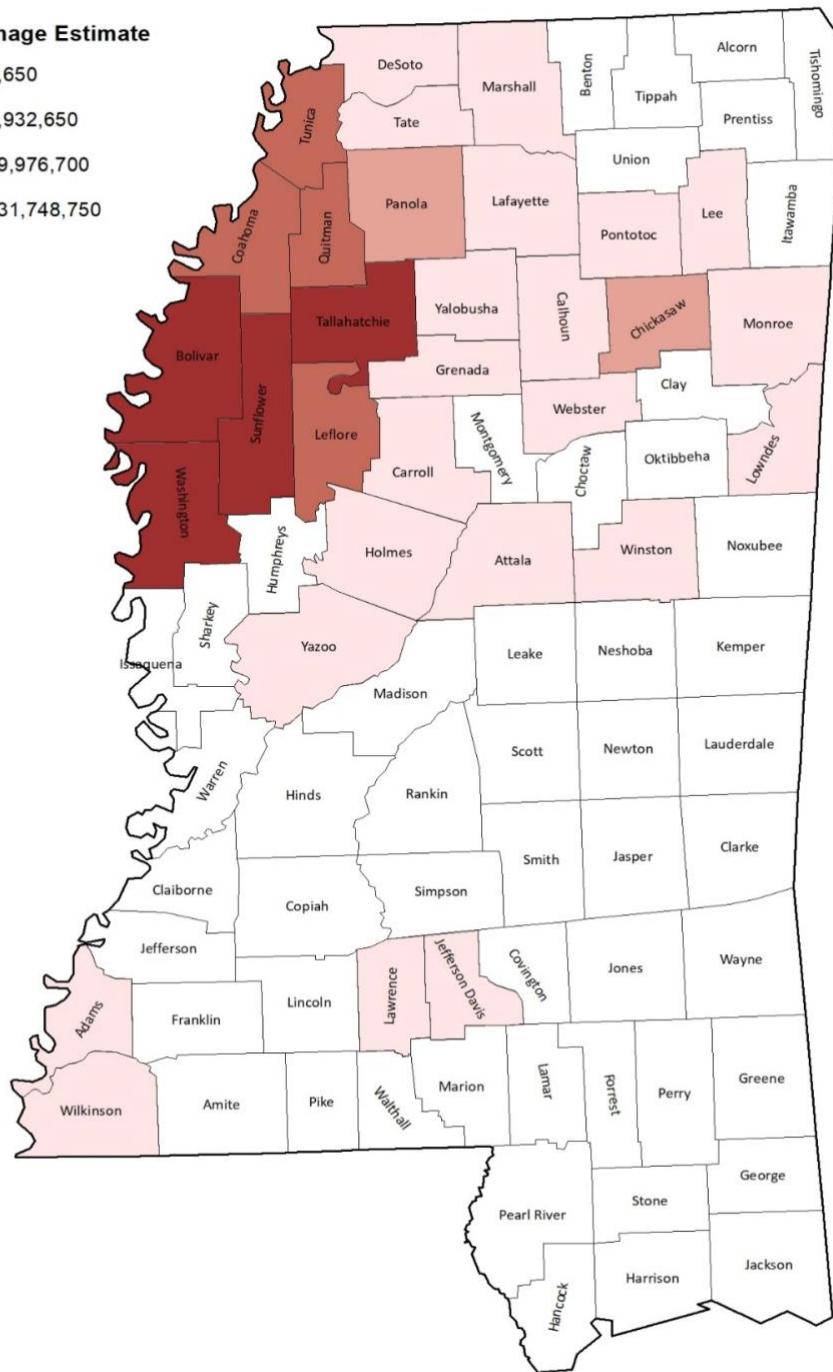 nage Estimate
,650
,932,650
9,976,700
31,748,750
DeSoto
Marshall
Benton
Tippah
Alcorn
Tishomingo
Tunica
Tate
Prentiss
Union
Itawamba
Panola
Lafayette
Pontotoc
Lee
Coahoma
Quitman
Tallahatchie
Yalobusha
Calhoun
Chickasaw
Monroe
Bolivar
Sunflower
Grenada
Clay
Leflore
Webster
Carroll
Montgomery
Choctaw
Oktibbeha
Lowndes
Washington
Humphreys
Holmes
Attala
Winston
Noxubee
Sharkey
Issaquena
Yazoo
Leake
Neshoba
Kemper
Madison
Warren
Hinds
Rankin
Scott
Newton
Lauderdale
Smith
Jasper
Clarke
Claiborne
Copiah
Simpson
Jefferson
Lincoln
Lawrence
Jefferson Davis
Covington
Jones
Wayne
Adams
Franklin
Wilkinson
Amite
Pike
Walthall
Marion
Lamar
Forrest
Perry
Greene
Pearl River
Stone
George
Hancock
Harrison
Jackson